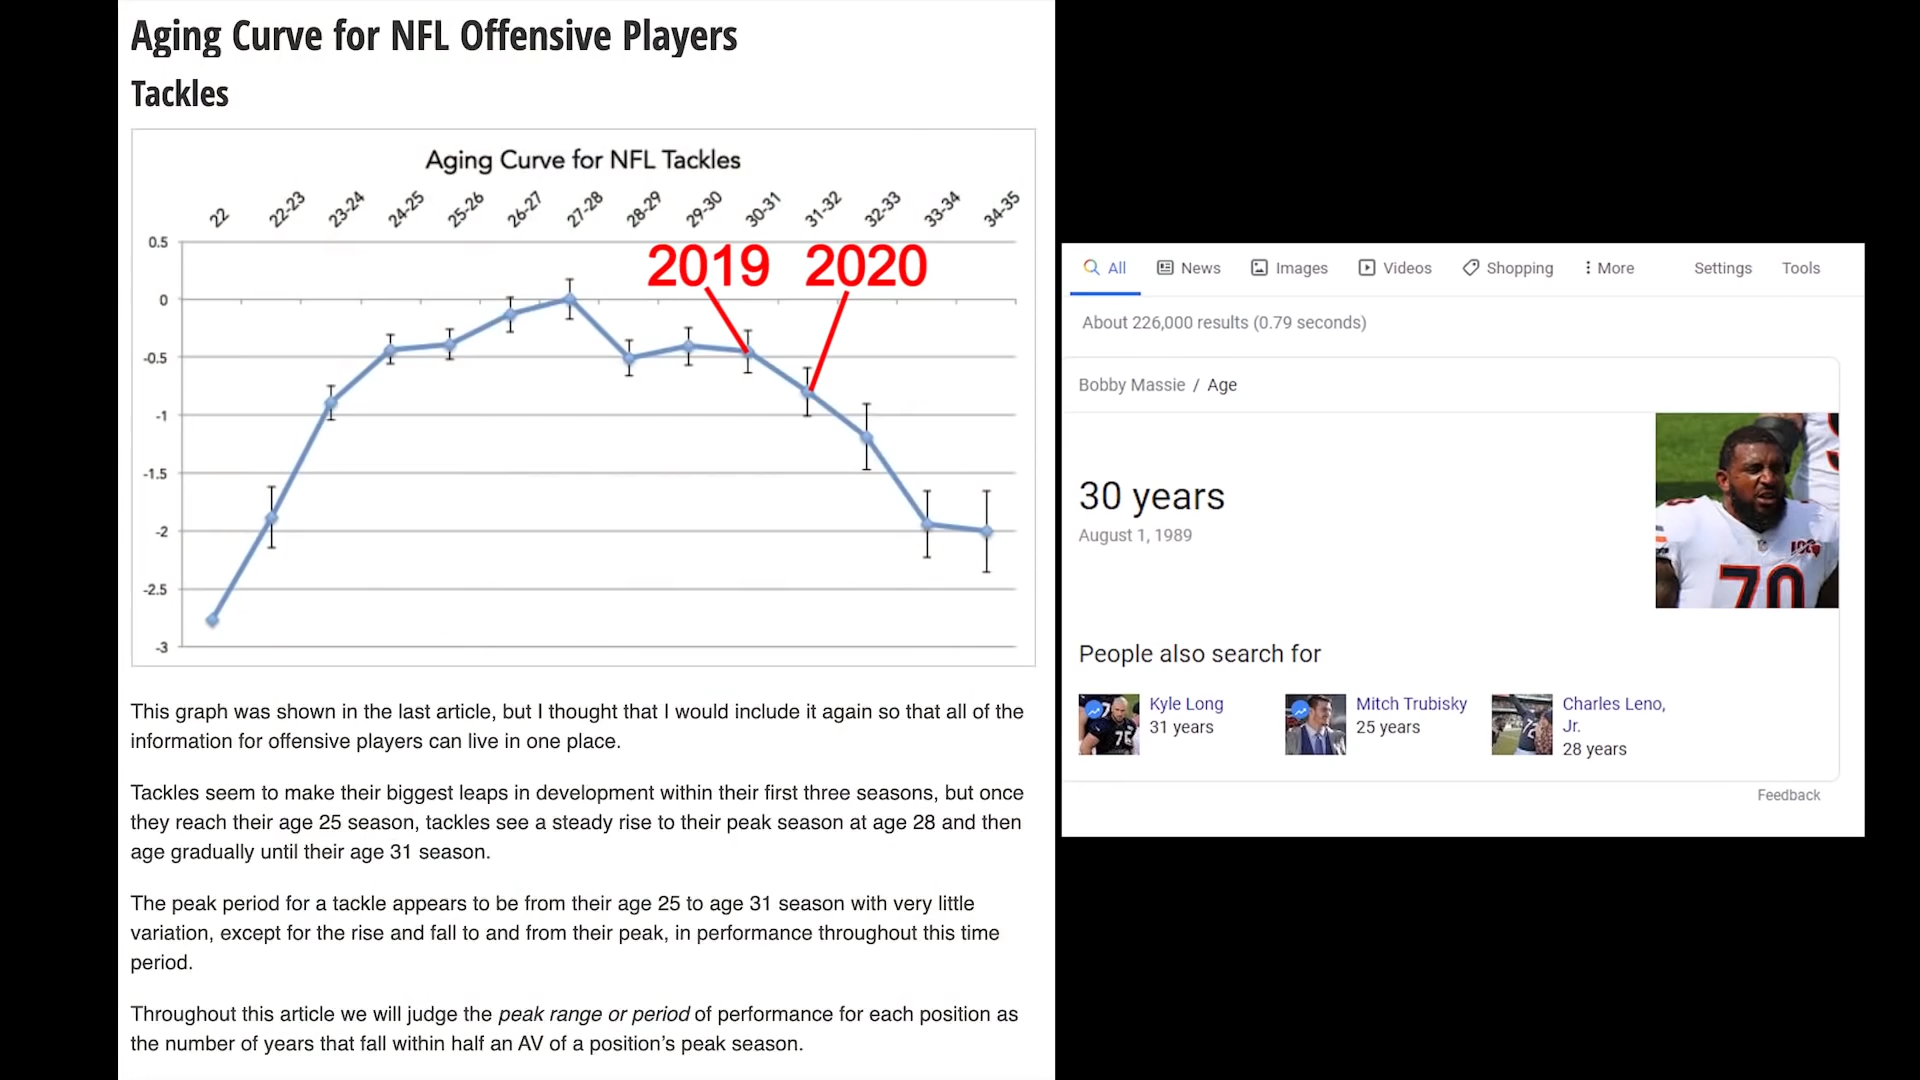 Aging Curve for NFL Offensive Players
Tackles
Aging Curve for NFL Tackles
22 22-23 23-24 24-25 25-26 26-27 27-28 28-29 29-30 30-31 31-32 32-33 33-34 34-35
0.5
0
-0.5
-1
-1.5
-2
-2.5
-3
2019 2020
This graph was shown in the last article, but I thought that I would include it again so that all of the
information for offensive players can live in one place.
Tackles seem to make their biggest leaps in development within their first three seasons, but once
they reach their age 25 season, tackles see a steady rise to their peak season at age 28 and then
age gradually until their age 31 season.
The peak period for a tackle appears to be from their age 25 to age 31 season with very little
variation, except for the rise and fall to and from their peak, in performance throughout this time
period.
Throughout this article we will judge the peak range or period of performance for each position as
the number of years that fall within half an AV of a position's peak season.
All News Images Videos Shopping More Settings Tools
About 226,000 results (0.79 seconds)
Bobby Massie / Age
30 years
August 1, 1989
70
People also search for
Kyle Long
31 years
Mitch Trubisky
25 years
Charles Leno,
Jr.
28 years
Feedback